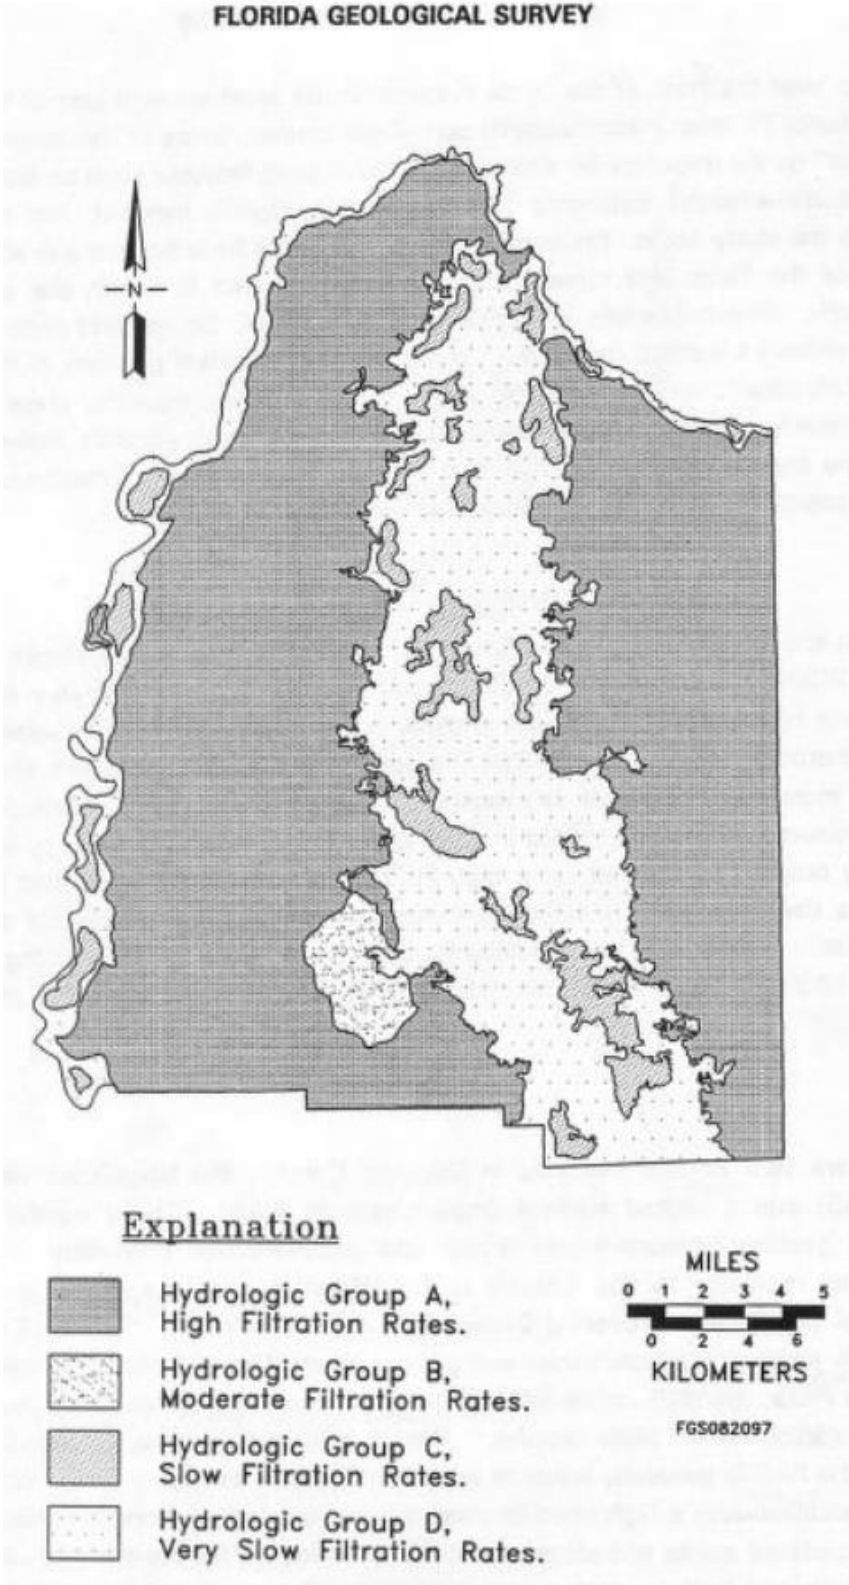 FLORIDA GEOLOGICAL SURVEY
N
Explanation
Hydrologic Group A,
High Filtration Rates.
Hydrologic Group B,
Moderate Filtration Rates.
Hydrologic Group C,
Slow Filtration Rates.
Hydrologic Group D,
Very Slow Filtration Rates.
MILES
0 1 2 3 4 5
0 2 4 6
KILOMETERS
FGS082097